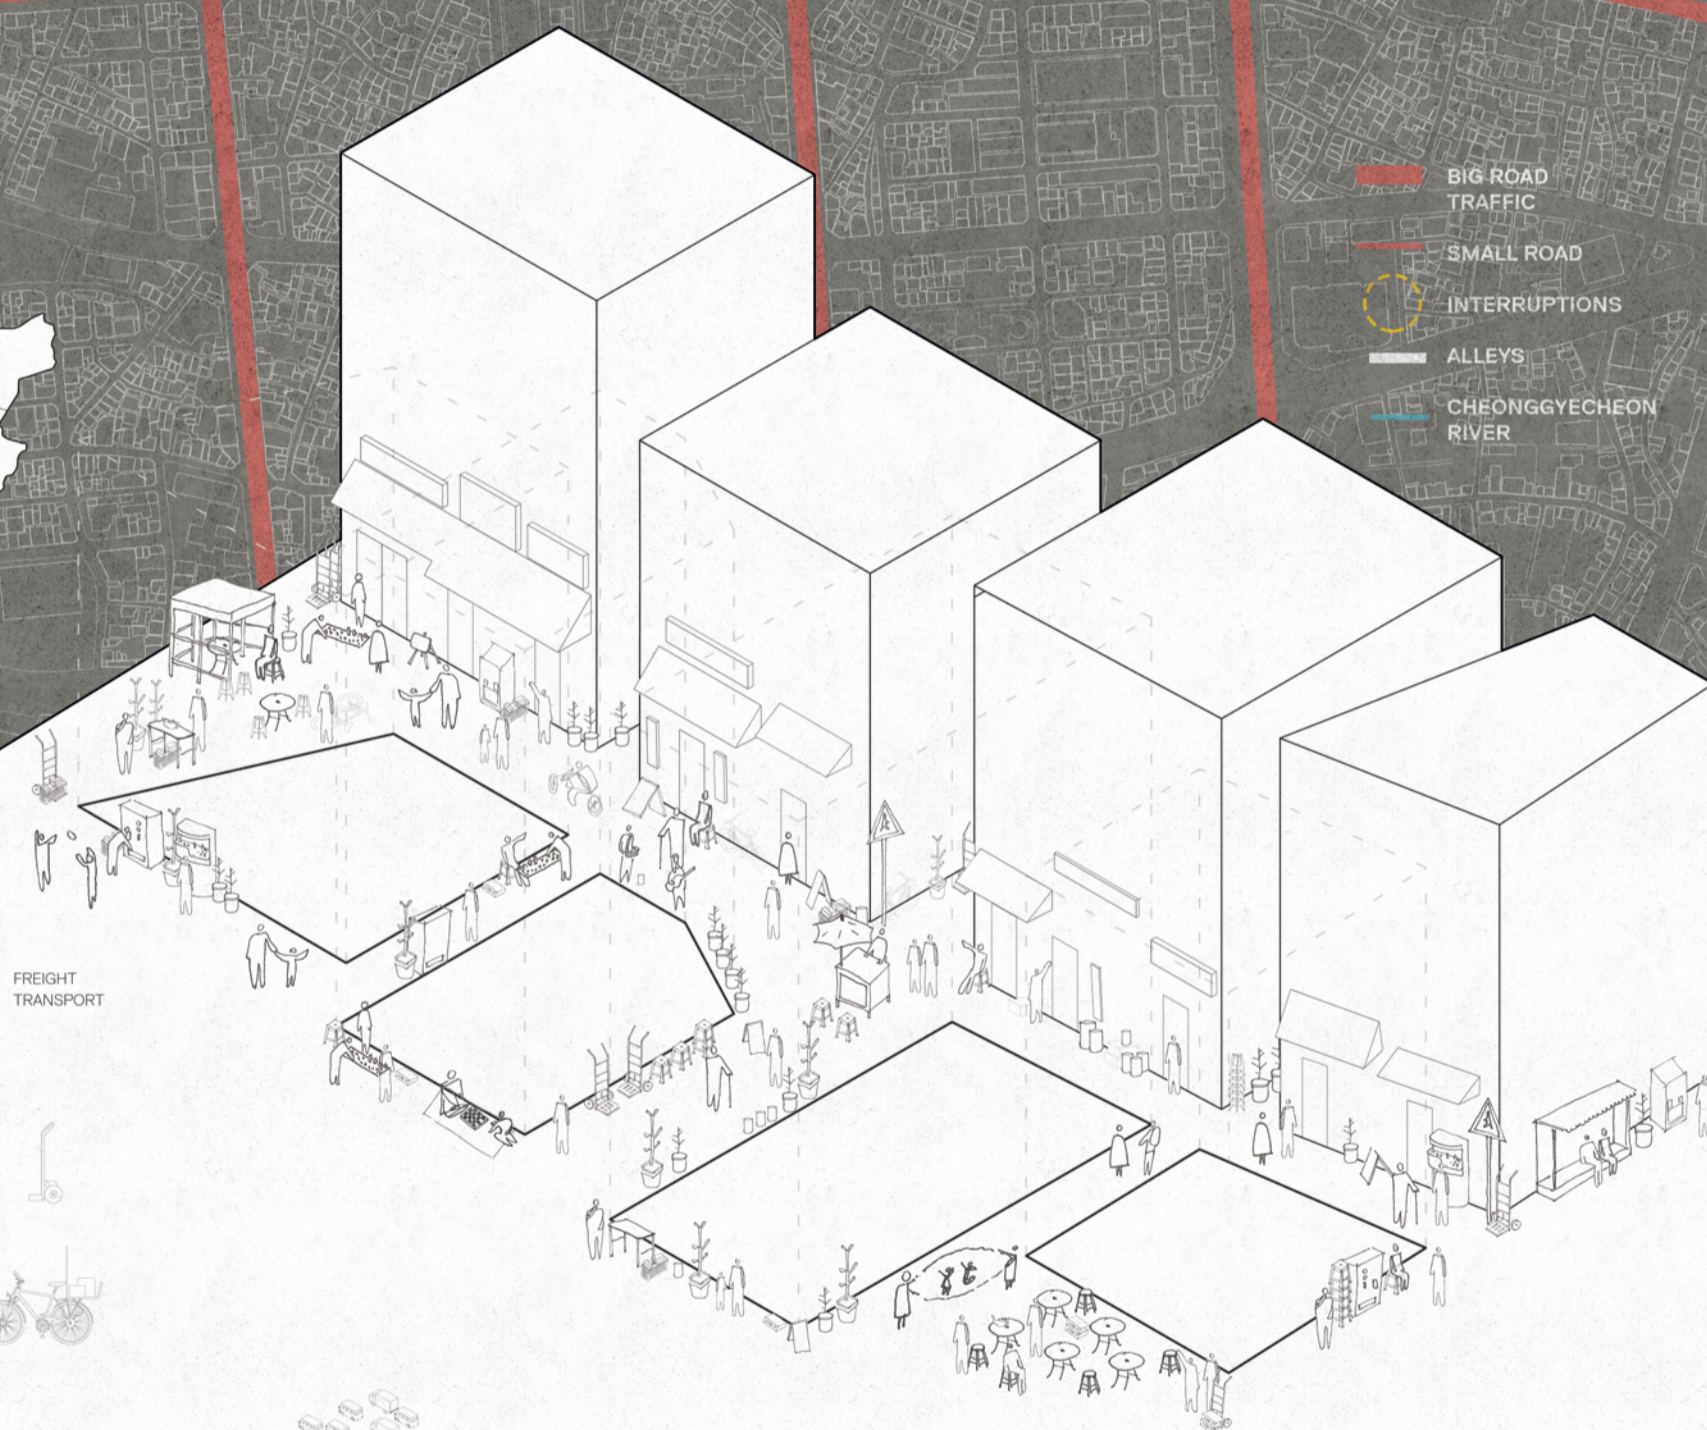 BIG ROAD
TRAFFIC
SMALL ROAD
INTERRUPTIONS
ALLEYS
CHEONGGYECHEON
RIVER
FREIGHT
TRANSPORT